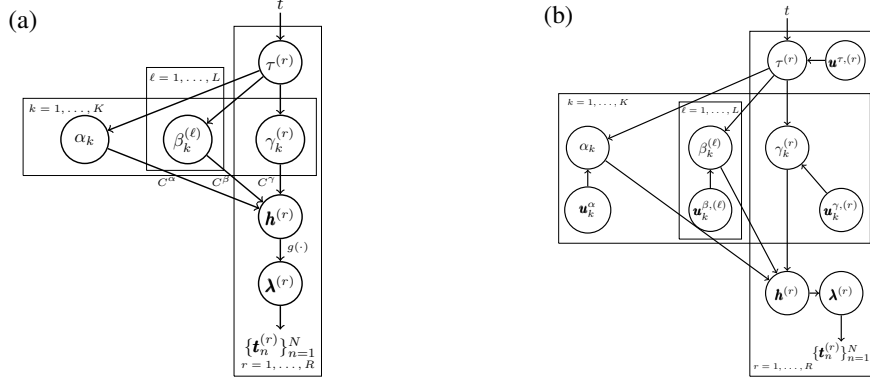 (a)
t
τ^{(r)}
ℓ = 1, . . . , L
k = 1, . . . , K
α_k
β_k^{(ℓ)}
γ_k^{(r)}
C^α
C^β
C^γ
h^{(r)}
g(·)
λ^{(r)}
{t_n^{(r)}}_{n=1}^N
r = 1, . . . , R
(b)
t
τ^{(r)}
u^{τ,(r)}
k = 1, . . . , K
ℓ = 1, . . . , L
α_k
β_k^{(ℓ)}
γ_k^{(r)}
u_k^α
u_k^{β,(ℓ)}
u_k^{γ,(r)}
h^{(r)}
λ^{(r)}
{t_n^{(r)}}_{n=1}^N
r = 1, . . . , R